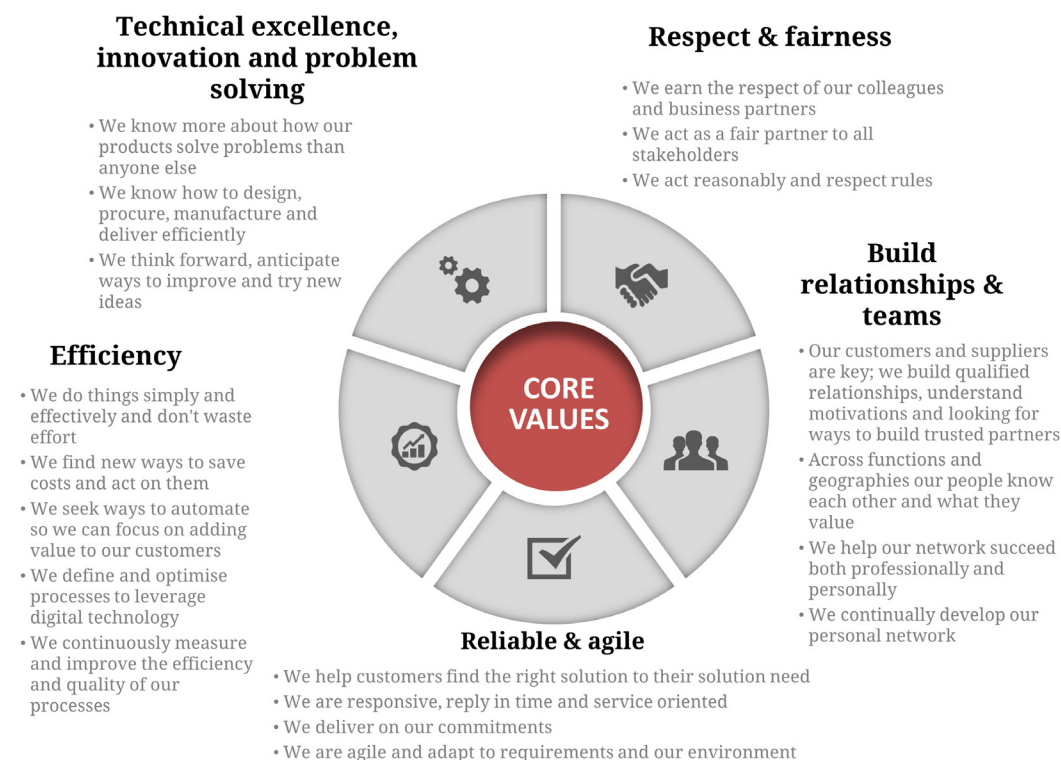 Technical excellence,
innovation and problem
solving
• We know more about how our
products solve problems than
anyone else
• We know how to design,
procure, manufacture and
deliver efficiently
• We think forward, anticipate
ways to improve and try new
ideas
Respect & fairness
• We earn the respect of our colleagues
and business partners
• We act as a fair partner to all
stakeholders
• We act reasonably and respect rules
Build
relationships &
teams
• Our customers and suppliers
are key; we build qualified
relationships, understand
motivations and looking for
ways to build trusted partners
• Across functions and
geographies our people know
each other and what they
value
• We help our network succeed
both professionally and
personally
• We continually develop our
personal network
CORE
VALUES
Efficiency
• We do things simply and
effectively and don't waste
effort
• We find new ways to save
costs and act on them
• We seek ways to automate
so we can focus on adding
value to our customers
• We define and optimise
processes to leverage
digital technology
• We continuously measure
and improve the efficiency
and quality of our
processes
Reliable & agile
• We help customers find the right solution to their solution need
• We are responsive, reply in time and service oriented
• We deliver on our commitments
• We are agile and adapt to requirements and our environment